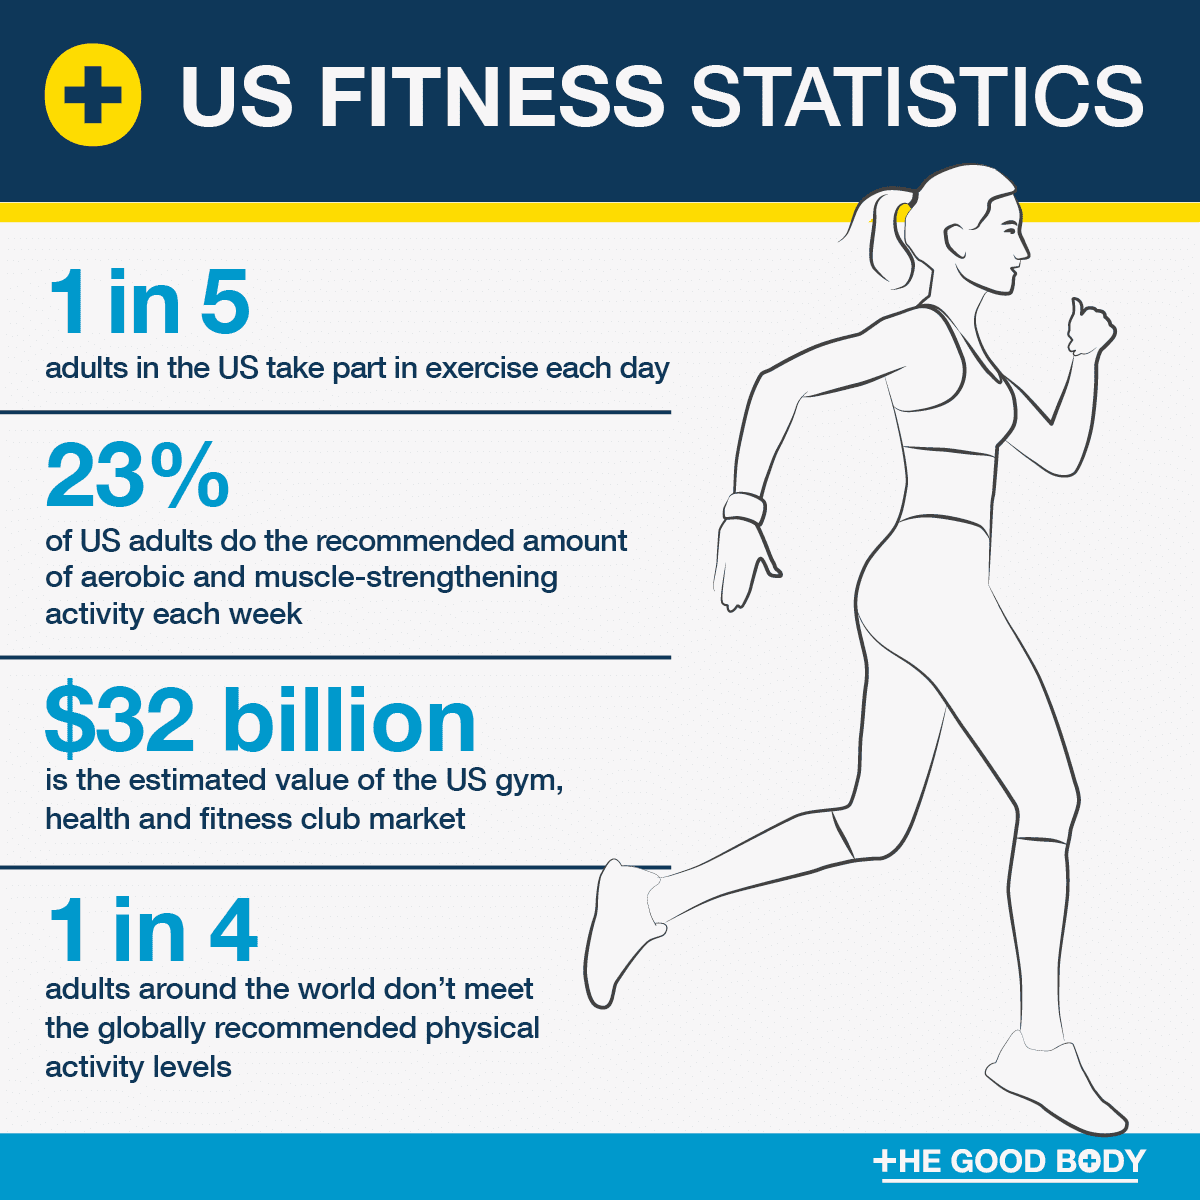 US FITNESS STATISTICS
1 in 5
adults in the US take part in exercise each day
23%
of US adults do the recommended amount
of aerobic and muscle-strengthening
activity each week
$32 billion
is the estimated value of the US gym,
health and fitness club market
1 in 4
adults around the world don't meet
the globally recommended physical
activity levels
THE GOOD BODY